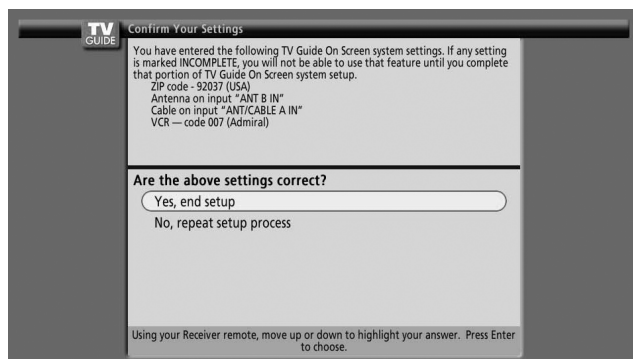 TV
GUIDE
Confirm Your Settings
You have entered the following TV Guide On Screen system settings. If any setting
is marked INCOMPLETE, you will not be able to use that feature until you complete
that portion of TV Guide On Screen system setup.
ZIP code - 92037 (USA)
Antenna on input "ANT B IN"
Cable on input "ANT/CABLE A IN"
VCR — code 007 (Admiral)
Are the above settings correct?
Yes, end setup
No, repeat setup process
Using your Receiver remote, move up or down to highlight your answer. Press Enter
to choose.